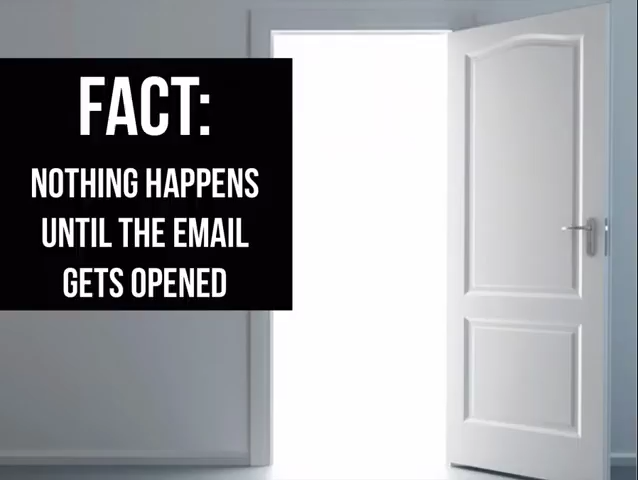 FACT:
NOTHING HAPPENS
UNTIL THE EMAIL
GETS OPENED